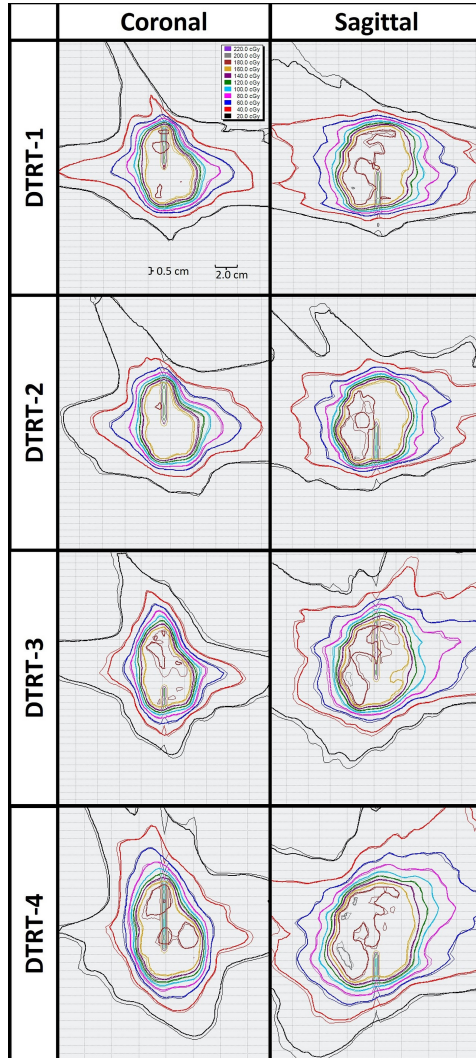 Coronal
Sagittal
DTRT-1
220.0 cGy
200.0 cGy
180.0 cGy
160.0 cGy
140.0 cGy
120.0 cGy
100.0 cGy
80.0 cGy
60.0 cGy
40.0 cGy
20.0 cGy
0.5 cm
2.0 cm
DTRT-2
DTRT-3
DTRT-4